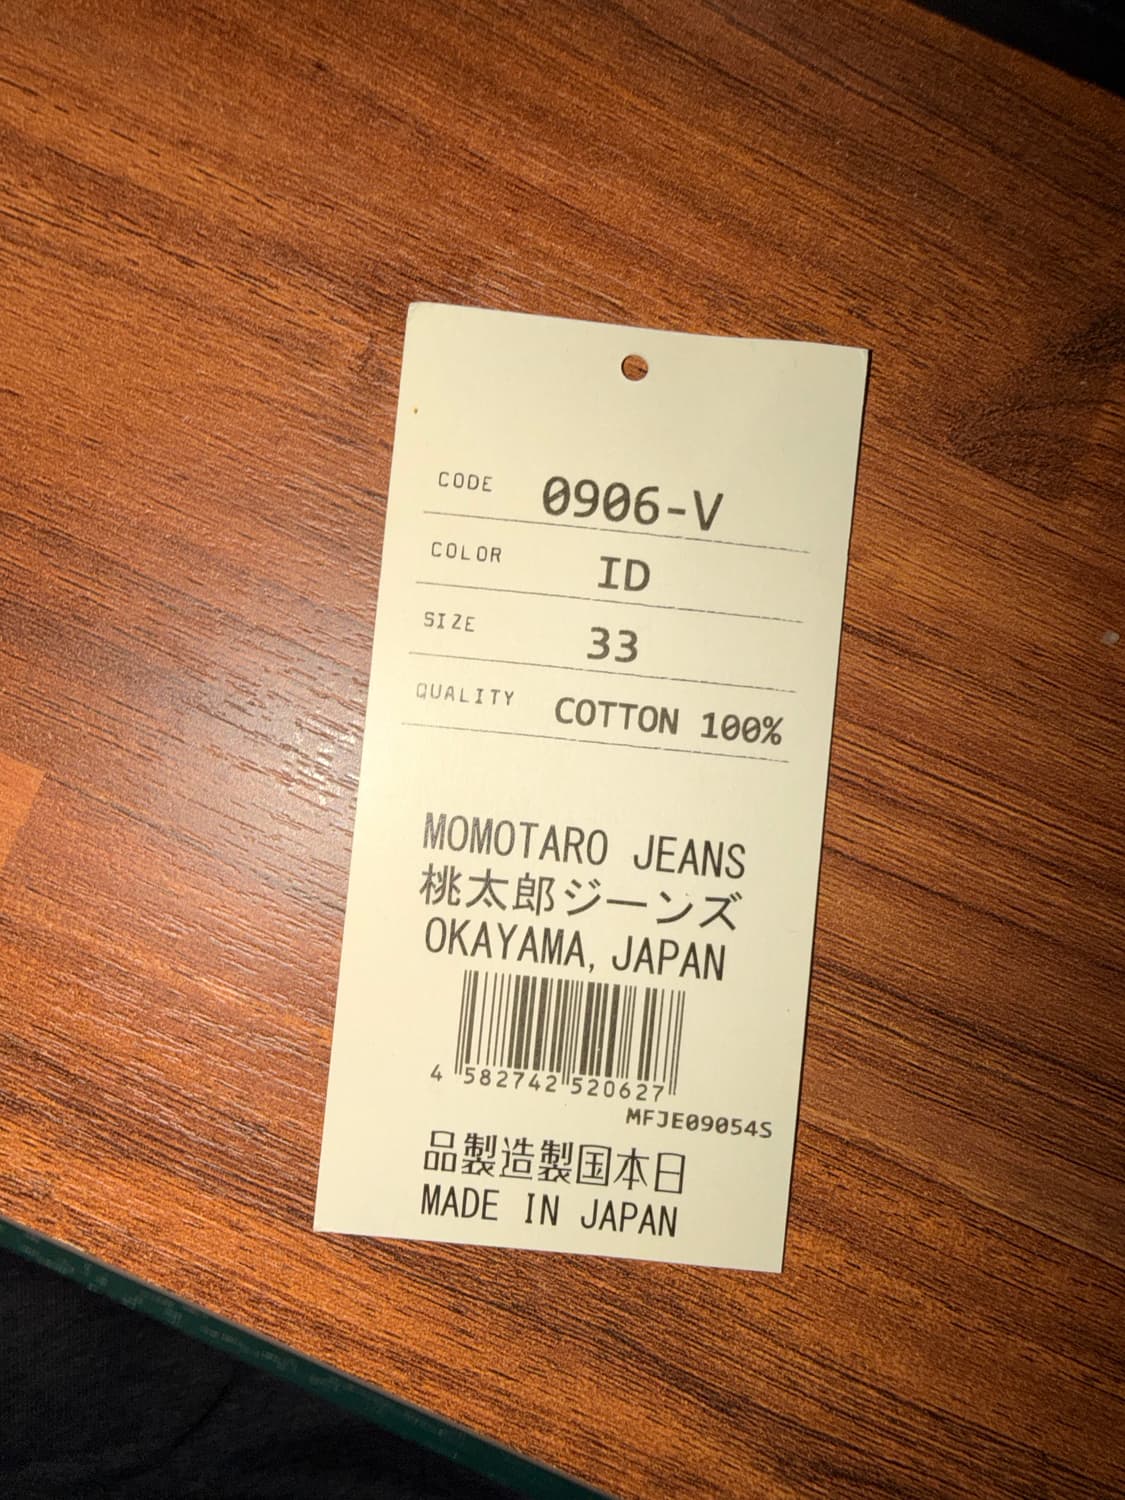 CODE 0906-V
COLOR ID
SIZE 33
QUALITY COTTON 100%
MOMOTARO JEANS
桃太郎ジーンズ
OKAYAMA, JAPAN
4 582742 520627
MFJE09054S
品製造製国本日
MADE IN JAPAN